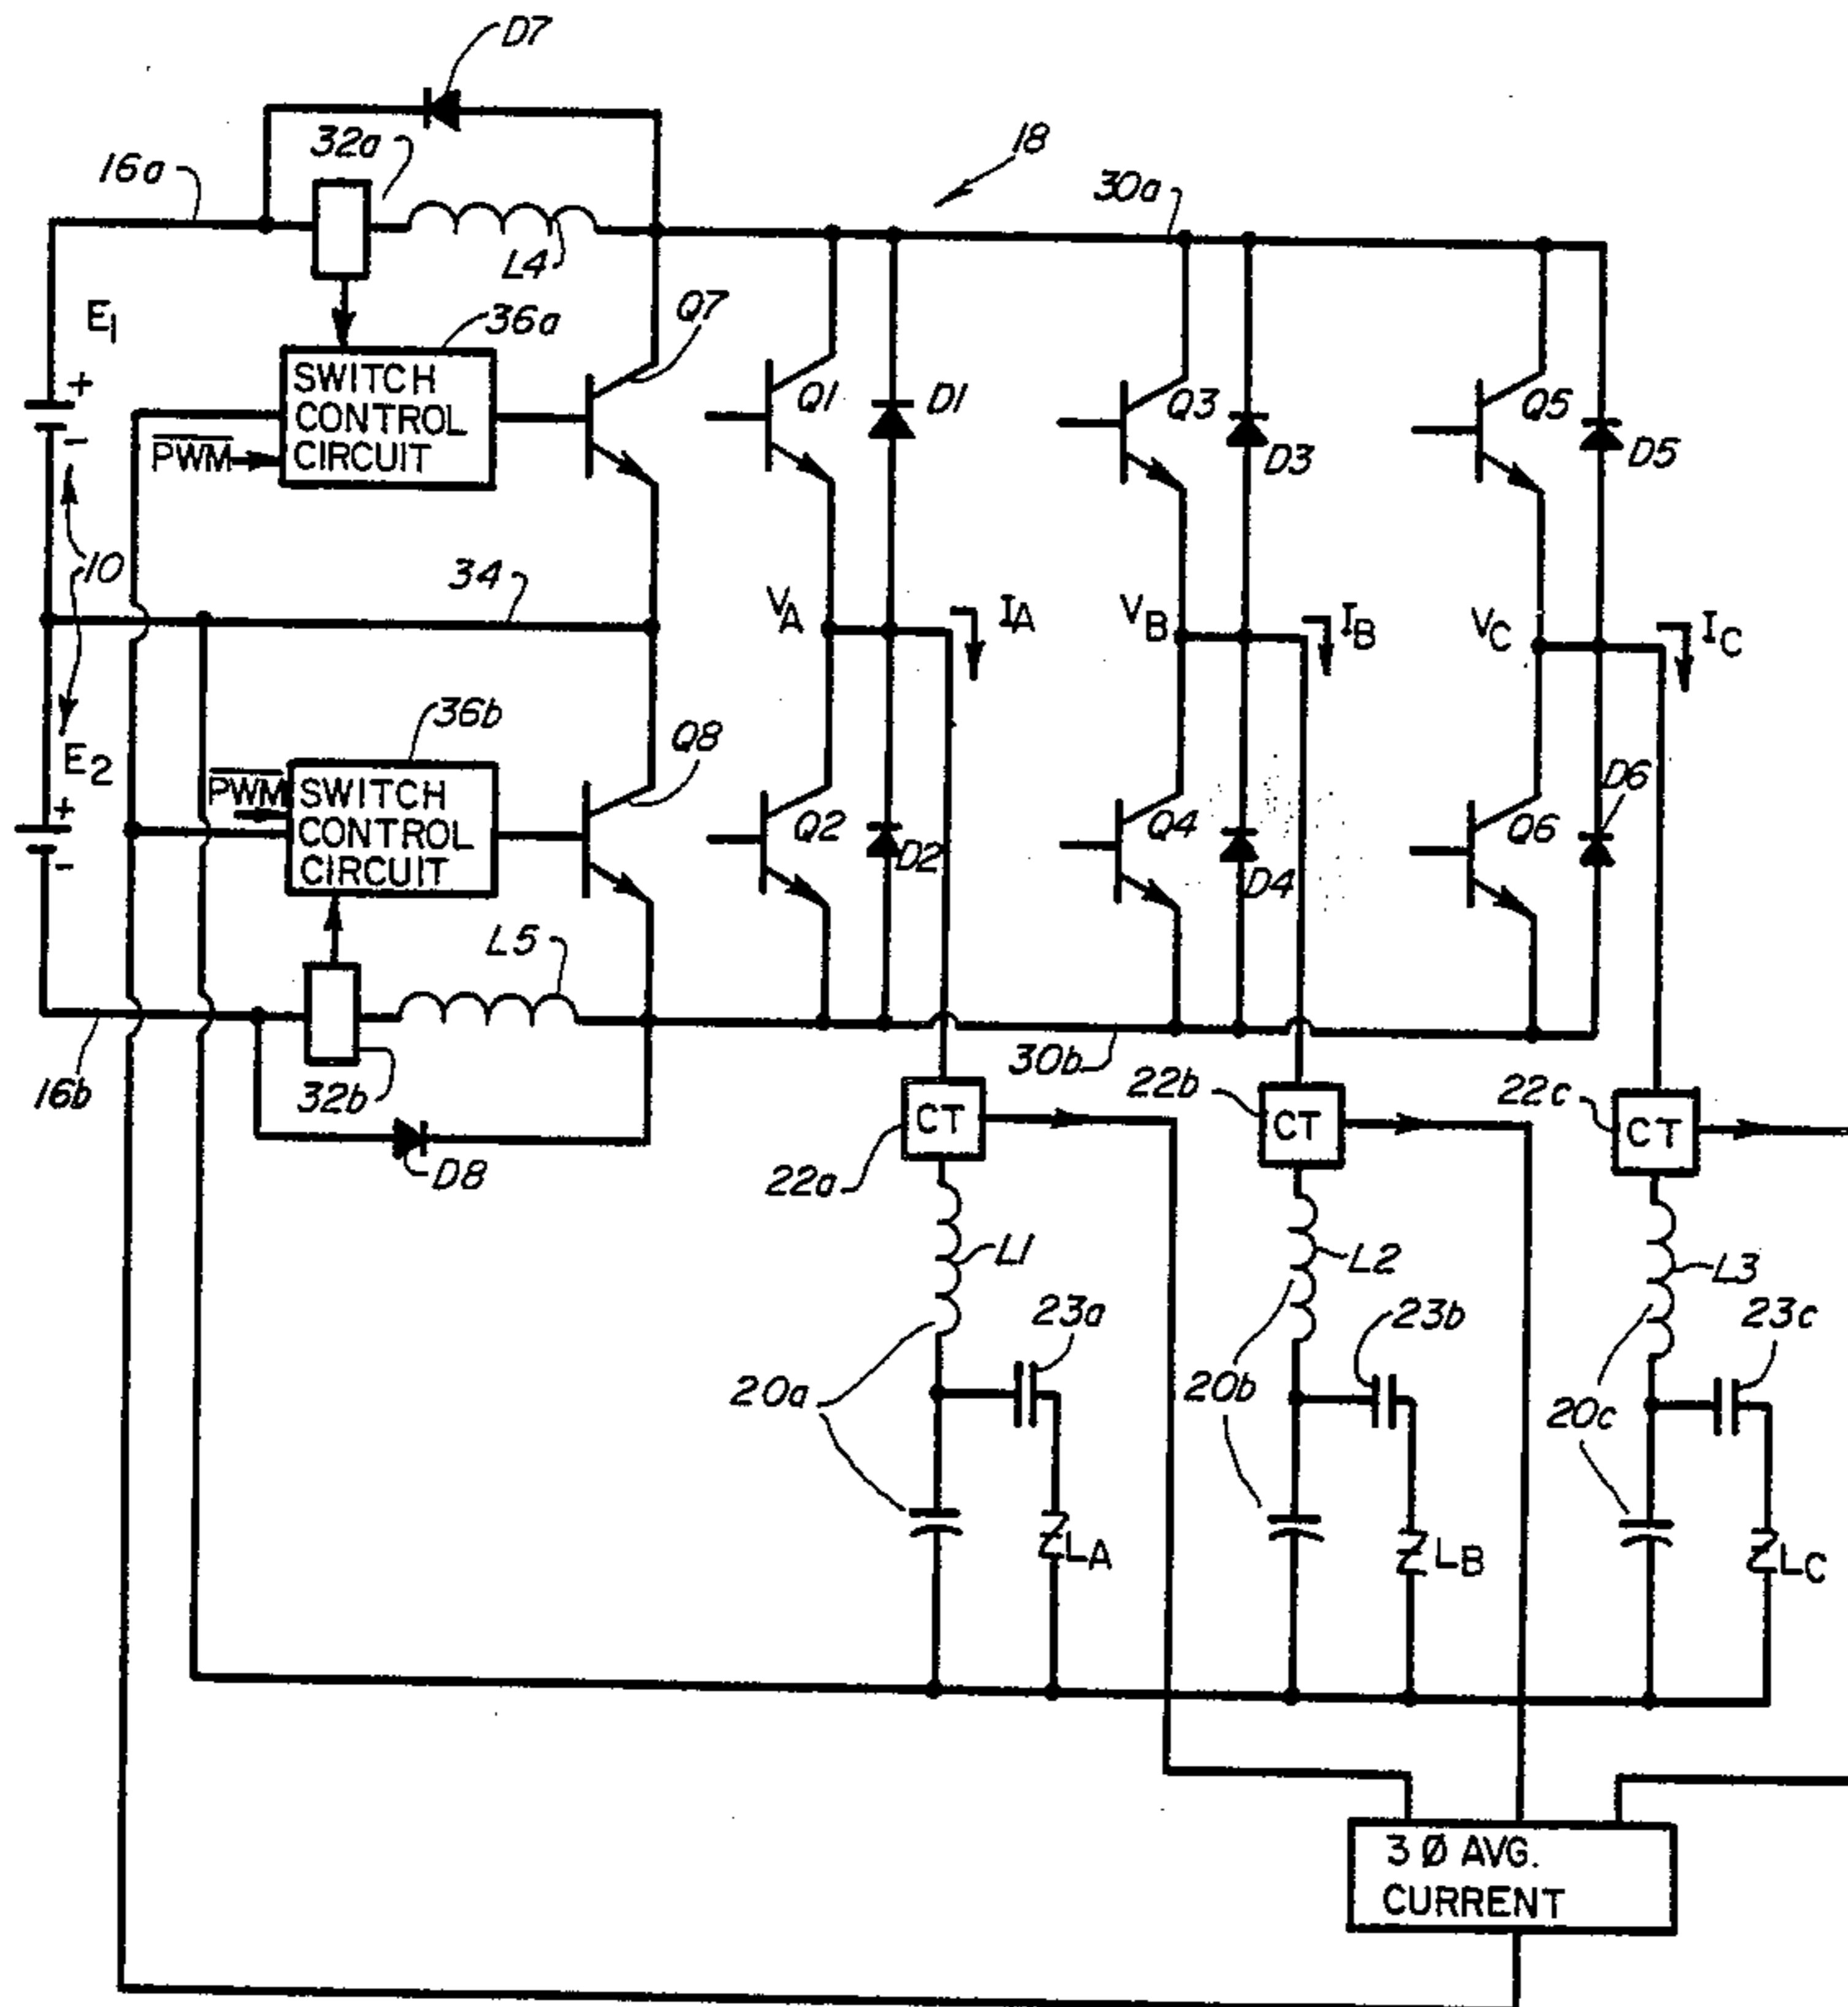 D7
32a
18
16a
30a
L4
E1
36a
Q7
+
SWITCH
CONTROL
CIRCUIT
Q1
D1
Q3
D3
Q5
D5
-
PWM
10
34
VA
IA
VB
IB
VC
IC
36b
Q8
E2
PWM
SWITCH
CONTROL
CIRCUIT
+
-
Q2
D2
Q4
D4
Q6
D6
L5
16b
32b
30b
22b
22c
CT
CT
CT
D8
22a
L1
L2
L3
23a
23b
23c
20a
20b
20c
ZLA
ZLB
ZLC
3 Ø AVG.
CURRENT